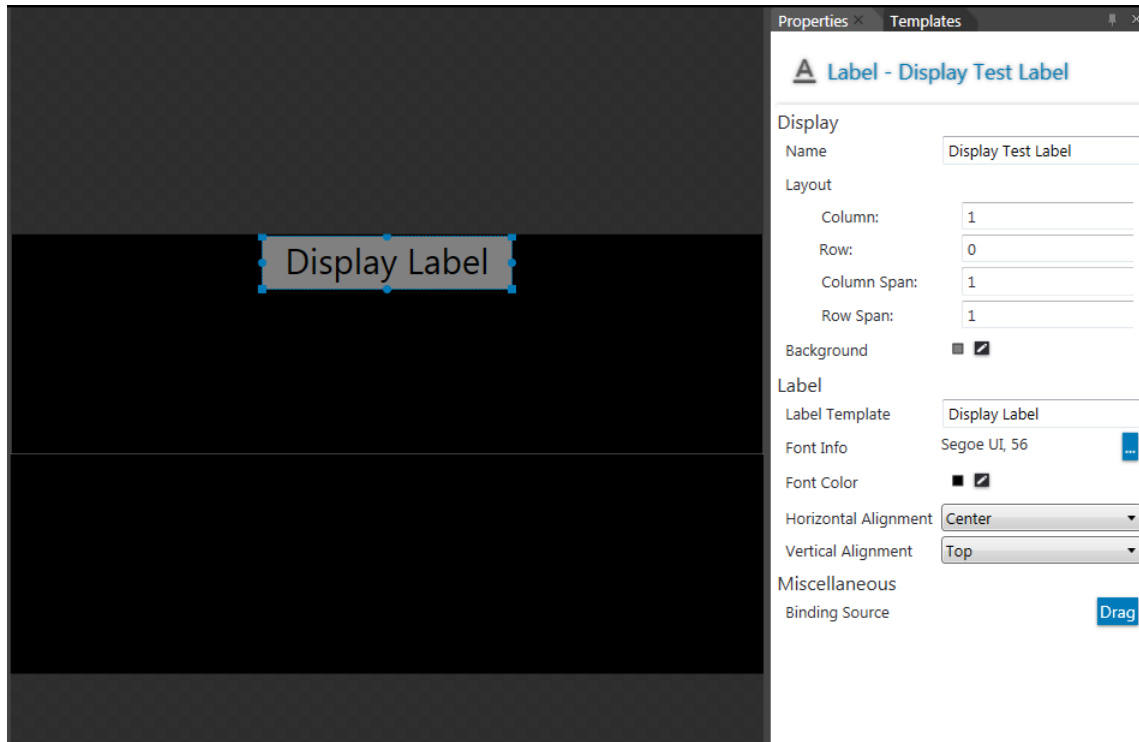 Properties Templates
Label - Display Test Label
Display
Name Display Test Label
Layout
Column: 1
Row: 0
Column Span: 1
Row Span: 1
Background
Label
Label Template Display Label
Font Info Segoe UI, 56 ...
Font Color
Horizontal Alignment Center
Vertical Alignment Top
Miscellaneous
Binding Source Drag
Display Label